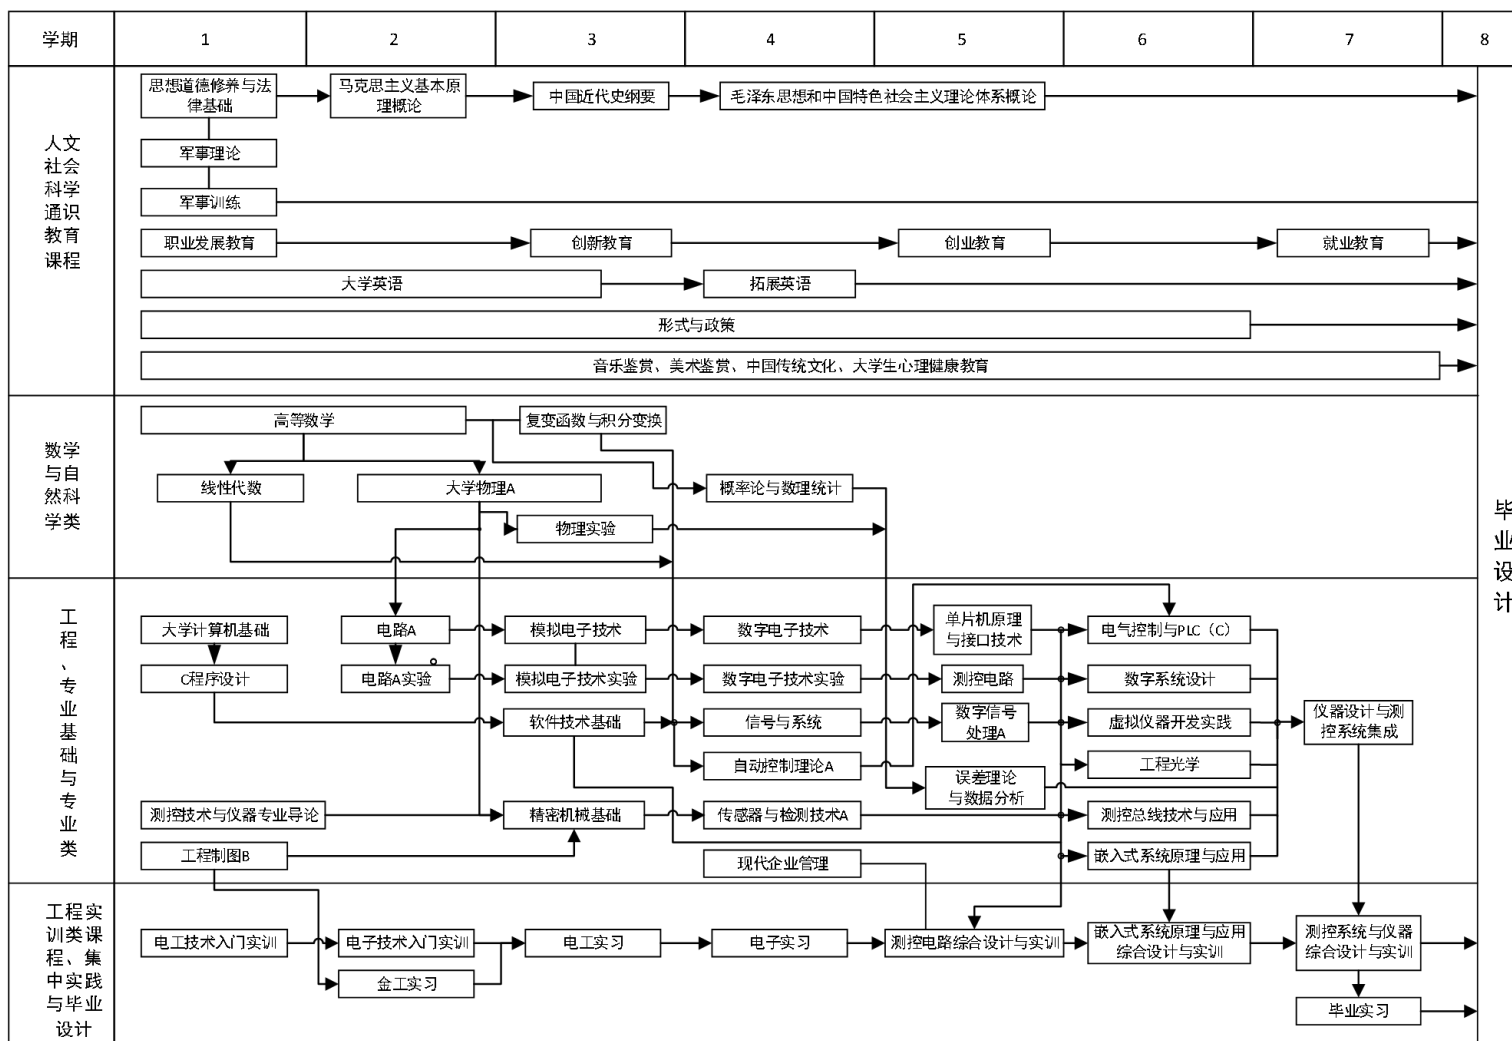 学期
1
2
3
4
5
6
7
8
人文
社会
科学
通识
教育
课程
思想道德修养与法
律基础
马克思主义基本原
理概论
中国近代史纲要
毛泽东思想和中国特色社会主义理论体系概论
军事理论
军事训练
职业发展教育
创新教育
创业教育
就业教育
大学英语
拓展英语
形式与政策
音乐鉴赏、美术鉴赏、中国传统文化、大学生心理健康教育
数学
与自
然科
学类
高等数学
复变函数与积分变换
线性代数
大学物理A
概率论与数理统计
物理实验
毕
业
设
计
工
程
、
专
业
基
础
与
专
业
类
大学计算机基础
电路A
模拟电子技术
数字电子技术
单片机原理
与接口技术
电气控制与PLC（C）
C程序设计
电路A实验
模拟电子技术实验
数字电子技术实验
测控电路
数字系统设计
软件技术基础
信号与系统
数字信号
处理A
虚拟仪器开发实践
仪器设计与测
控系统集成
自动控制理论A
工程光学
误差理论
与数据分析
测控技术与仪器专业导论
精密机械基础
传感器与检测技术A
测控总线技术与应用
工程制图B
现代企业管理
嵌入式系统原理与应用
工程实
训类课
程、集
中实践
与毕业
设计
电工技术入门实训
电子技术入门实训
电工实习
电子实习
测控电路综合设计与实训
嵌入式系统原理与应用
综合设计与实训
测控系统与仪器
综合设计与实训
金工实习
毕业实习